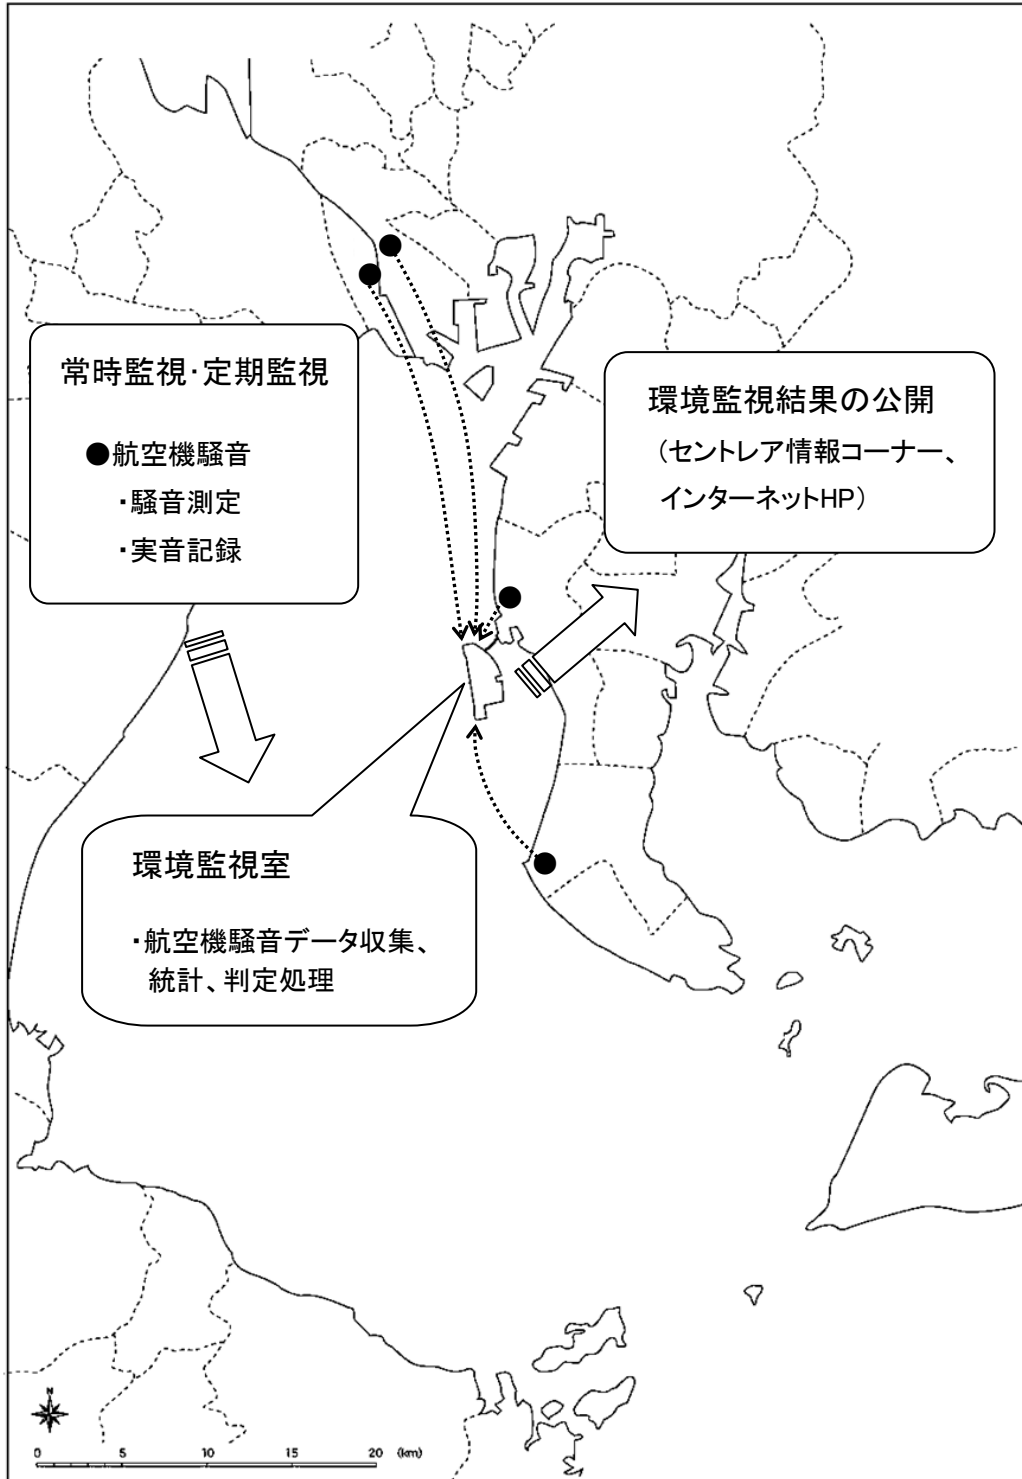 常時監視・定期監視
●航空機騒音
・騒音測定
・実音記録
環境監視結果の公開
（セントレア情報コーナー、
インターネットHP）
環境監視室
・航空機騒音データ収集、
統計、判定処理
N
0 5 10 15 20 (km)